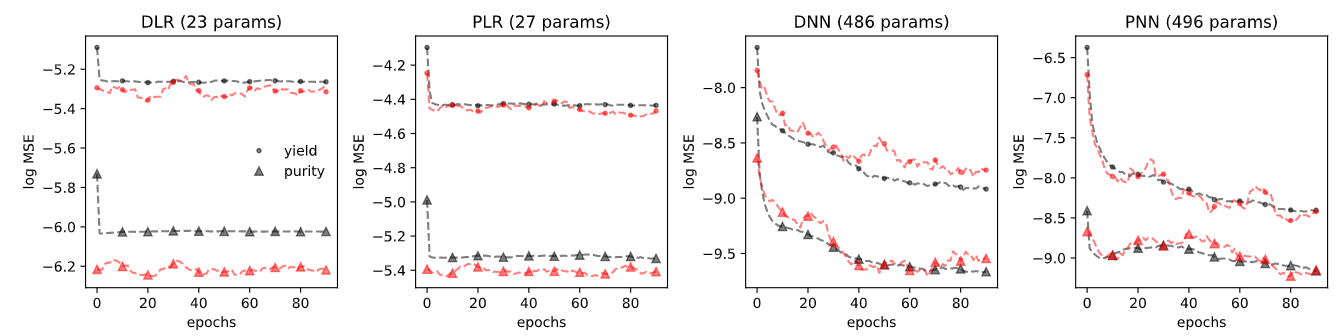 DLR (23 params)
log MSE
−5.2
−5.4
−5.6
−5.8
−6.0
−6.2
yield
purity
0 20 40 60 80
epochs
PLR (27 params)
log MSE
−4.2
−4.4
−4.6
−4.8
−5.0
−5.2
−5.4
0 20 40 60 80
epochs
DNN (486 params)
log MSE
−8.0
−8.5
−9.0
−9.5
0 20 40 60 80
epochs
PNN (496 params)
log MSE
−6.5
−7.0
−7.5
−8.0
−8.5
−9.0
0 20 40 60 80
epochs